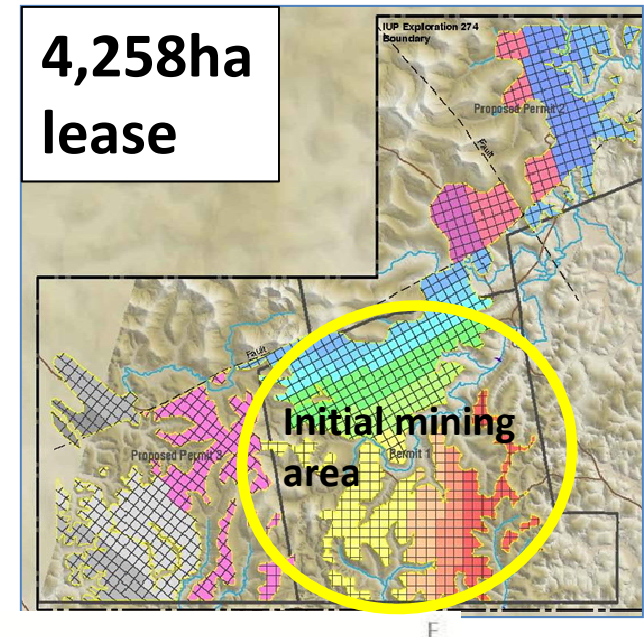 4,258ha
lease
IUP Exploration 274
Boundary
Proposed Permit 2
Fault
Fault
Initial mining
area
Proposed Permit 3
Permit 1
F